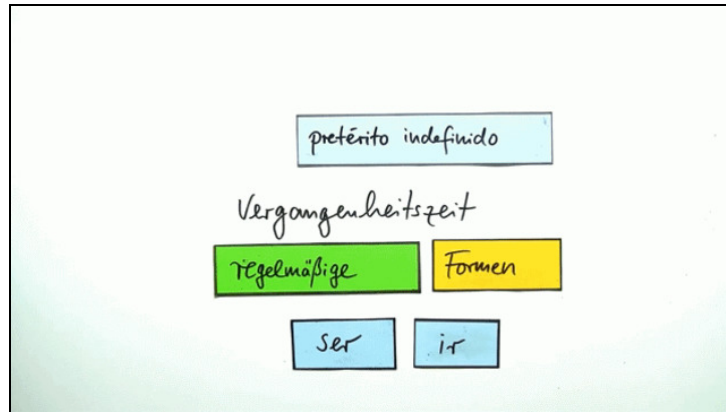 pretérito indefinido
Vergangenheitszeit
regelmäßige Formen
ser ir